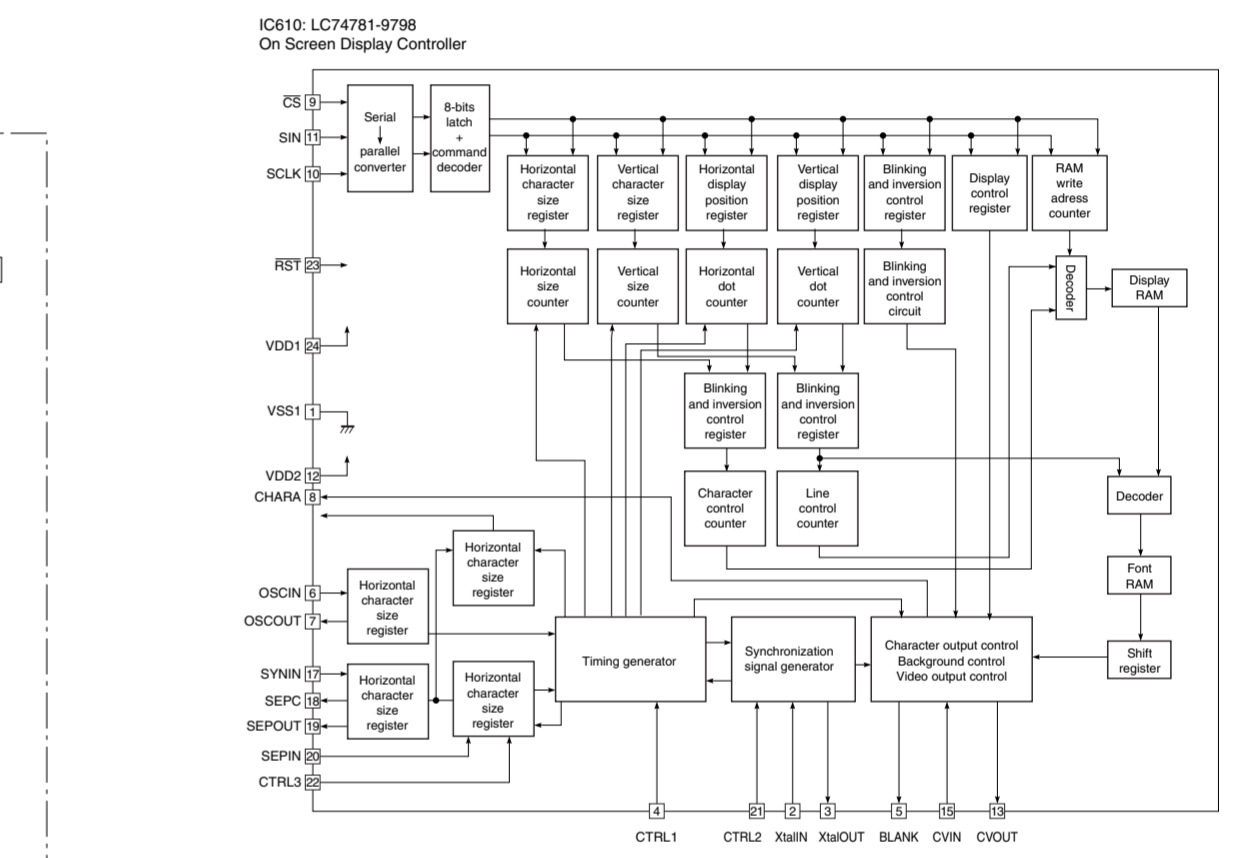 IC610: LC74781-9798
On Screen Display Controller
CS 9
SIN 11
SCLK 10
RST 23
VDD1 24
VSS1 1
VDD2 12
CHARA 8
OSCIN 6
OSCOUT 7
SYNIN 17
SEPC 18
SEPOUT 19
SEPIN 20
CTRL3 22
Serial
parallel
converter
8-bits
latch
+
command
decoder
Horizontal
character
size
register
Vertical
character
size
register
Horizontal
display
position
register
Vertical
display
position
register
Blinking
and inversion
control
register
Display
control
register
RAM
write
adress
counter
Horizontal
size
counter
Vertical
size
counter
Horizontal
dot
counter
Vertical
dot
counter
Blinking
and inversion
control
circuit
Decoder
Display
RAM
Blinking
and inversion
control
register
Blinking
and inversion
control
register
Character
control
counter
Line
control
counter
Decoder
Font
RAM
Shift
register
Horizontal
character
size
register
Horizontal
character
size
register
Horizontal
character
size
register
Horizontal
character
size
register
Timing generator
Synchronization
signal generator
Character output control
Background control
Video output control
4 21 2 3 5 15 13
CTRL1 CTRL2 XtalIN XtalOUT BLANK CVIN CVOUT